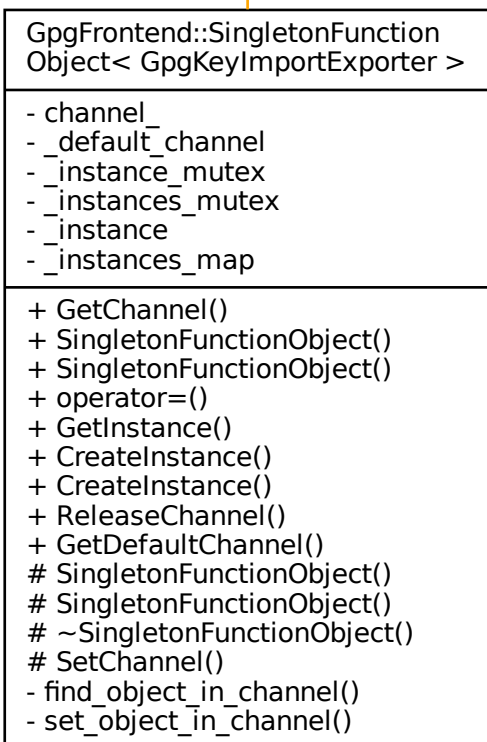 GpgFrontend::SingletonFunction
Object< GpgKeyImportExporter >
- channel_
- _default_channel
- _instance_mutex
- _instances_mutex
- _instance
- _instances_map
+ GetChannel()
+ SingletonFunctionObject()
+ SingletonFunctionObject()
+ operator=()
+ GetInstance()
+ CreateInstance()
+ CreateInstance()
+ ReleaseChannel()
+ GetDefaultChannel()
# SingletonFunctionObject()
# SingletonFunctionObject()
# ~SingletonFunctionObject()
# SetChannel()
- find_object_in_channel()
- set_object_in_channel()